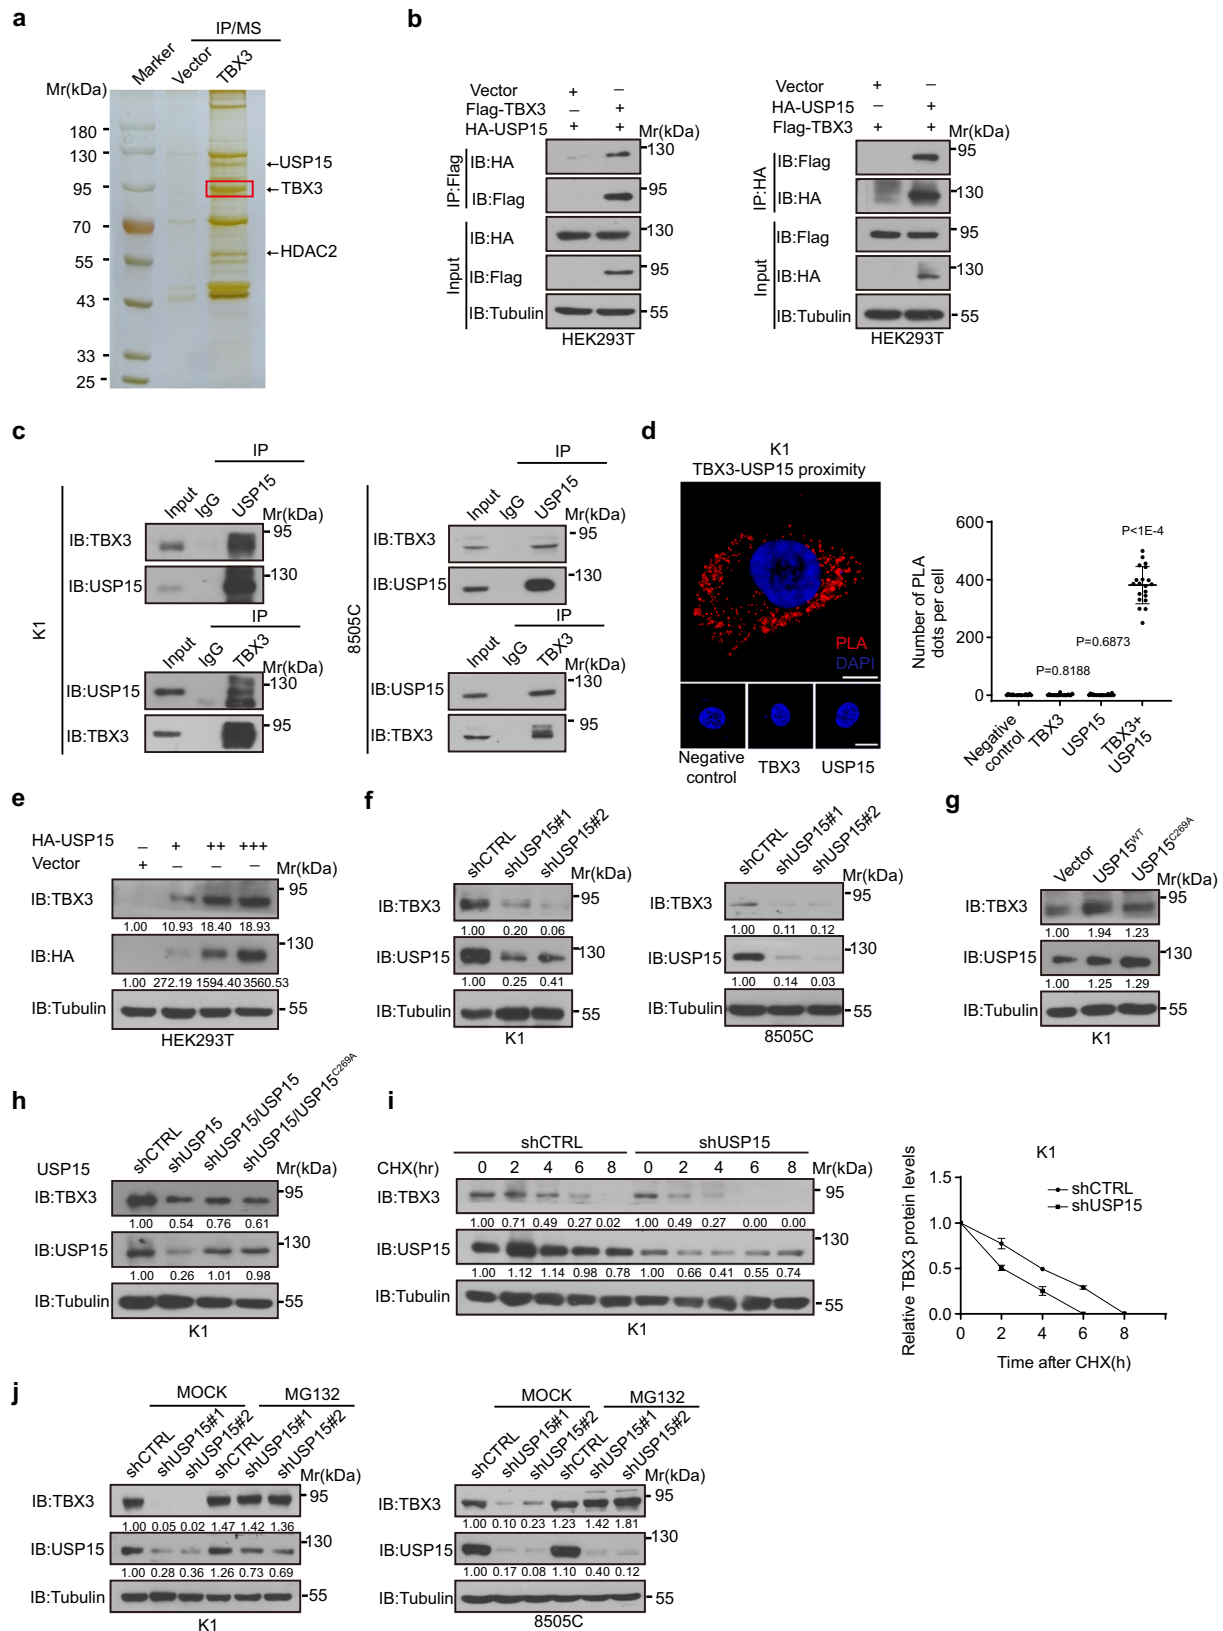 a
IP/MS
Marker Vector TBX3
Mr(kDa)
180
130
95
70
55
43
33
25
←USP15
←TBX3
←HDAC2
b
Vector + −
Flag-TBX3 − +
HA-USP15 + +
Mr(kDa)
IP:Flag
IB:HA 130
IB:Flag 95
Input
IB:HA 130
IB:Flag 95
IB:Tubulin 55
HEK293T
Vector + −
HA-USP15 − +
Flag-TBX3 + +
Mr(kDa)
IP:HA
IB:Flag 95
IB:HA 130
Input
IB:Flag 95
IB:HA 130
IB:Tubulin 55
HEK293T
c
K1
IP
Input IgG USP15
Mr(kDa)
IB:TBX3 95
IB:USP15 130
IP
Input IgG TBX3
IB:USP15 130
IB:TBX3 95
8505C
IP
Input IgG USP15
Mr(kDa)
IB:TBX3 95
IB:USP15 130
IP
Input IgG TBX3
IB:USP15 130
IB:TBX3 95
d
K1
TBX3-USP15 proximity
PLA
DAPI
Negative control
TBX3
USP15
Number of PLA dots per cell
600
400
200
0
P=0.8188
P=0.6873
P<1E-4
Negative control
TBX3
USP15
TBX3+ USP15
e
HA-USP15 − + ++ +++
Vector + − − −
Mr(kDa)
IB:TBX3 95
1.00 10.93 18.40 18.93
IB:HA 130
1.00 272.19 1594.40 3560.53
IB:Tubulin 55
HEK293T
f
shCTRL shUSP15#1 shUSP15#2
Mr(kDa)
IB:TBX3 95
1.00 0.20 0.06
IB:USP15 130
1.00 0.25 0.41
IB:Tubulin 55
K1
shCTRL shUSP15#1 shUSP15#2
Mr(kDa)
IB:TBX3 95
1.00 0.11 0.12
IB:USP15 130
1.00 0.14 0.03
IB:Tubulin 55
8505C
g
Vector USP15WT USP15C269A
Mr(kDa)
IB:TBX3 95
1.00 1.94 1.23
IB:USP15 130
1.00 1.25 1.29
IB:Tubulin 55
K1
h
shCTRL shUSP15 shUSP15/USP15 shUSP15/USP15C269A
USP15
Mr(kDa)
IB:TBX3 95
1.00 0.54 0.76 0.61
IB:USP15 130
1.00 0.26 1.01 0.98
IB:Tubulin 55
K1
i
shCTRL shUSP15
CHX(hr) 0 2 4 6 8 0 2 4 6 8 Mr(kDa)
IB:TBX3 95
1.00 0.71 0.49 0.27 0.02 1.00 0.49 0.27 0.00 0.00
IB:USP15 130
1.00 1.12 1.14 0.98 0.78 1.00 0.66 0.41 0.55 0.74
IB:Tubulin 55
K1
K1
Relative TBX3 protein levels
1.5
1.0
0.5
0.0
shCTRL
shUSP15
0 2 4 6 8
Time after CHX(h)
j
MOCK MG132
shCTRL shUSP15#1 shUSP15#2 shCTRL shUSP15#1 shUSP15#2
Mr(kDa)
IB:TBX3 95
1.00 0.05 0.02 1.47 1.42 1.36
IB:USP15 130
1.00 0.28 0.36 1.26 0.73 0.69
IB:Tubulin 55
K1
MOCK MG132
shCTRL shUSP15#1 shUSP15#2 shCTRL shUSP15#1 shUSP15#2
Mr(kDa)
IB:TBX3 95
1.00 0.10 0.23 1.23 1.42 1.81
IB:USP15 130
1.00 0.17 0.08 1.10 0.40 0.12
IB:Tubulin 55
8505C